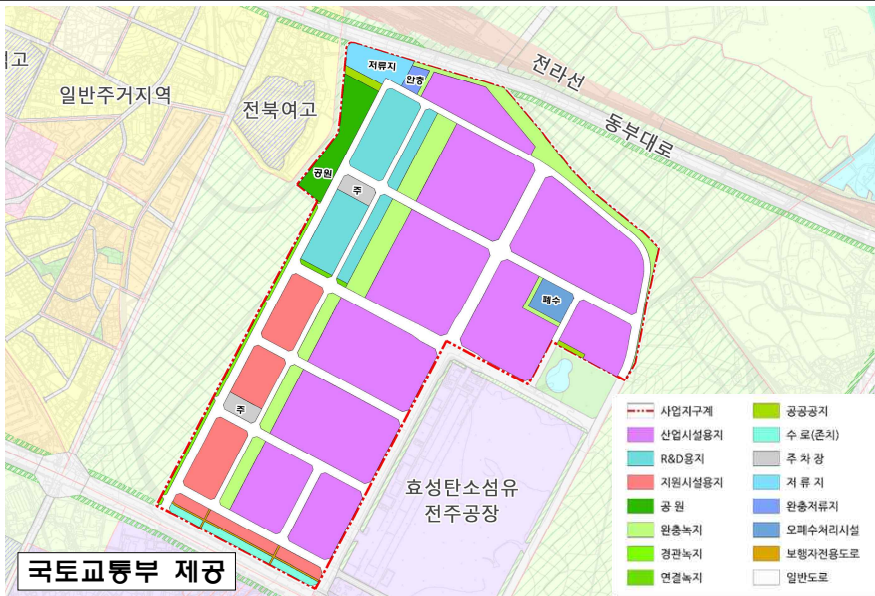 여고
일반주거지역
전북여고
저류지
완충
전라선
동부대로
공원
주
폐수
주
효성탄소섬유
전주공장
사업지구계
산업시설용지
R&D용지
지원시설용지
공 원
완충녹지
경관녹지
연결녹지
공공공지
수 로(존치)
주 차 장
저 류 지
완충저류지
오폐수처리시설
보행자전용도로
일반도로
국토교통부 제공